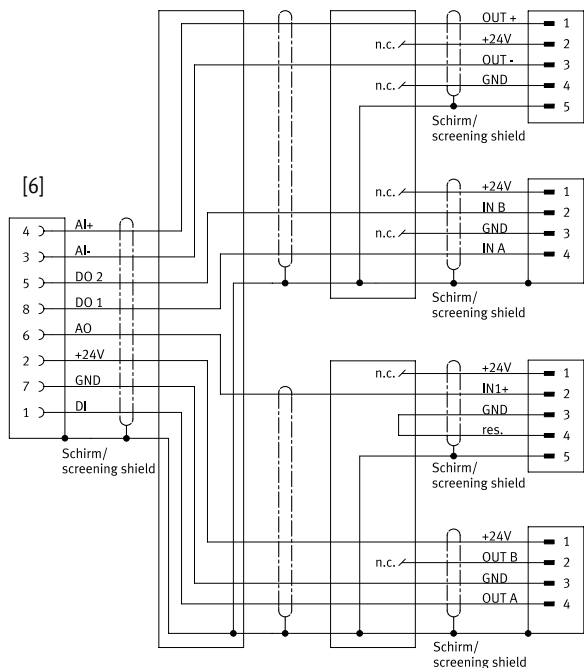 OUT + 1
n.c. +24V 2
OUT - 3
n.c. GND 4
5
Schirm/
screening shield
[6]
n.c. +24V 1
IN B 2
n.c. GND 3
IN A 4
Schirm/
screening shield
4 AI+
3 AI-
5 DO 2
8 DO 1
6 AO
2 +24V
7 GND
1 DI
Schirm/
screening shield
n.c. +24V 1
IN1+ 2
GND 3
res. 4
5
Schirm/
screening shield
+24V 1
n.c. OUT B 2
GND 3
OUT A 4
Schirm/
screening shield